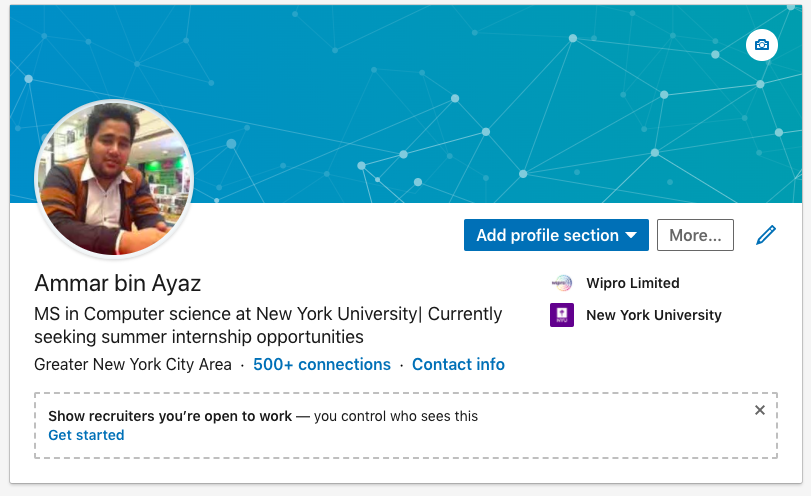 Add profile section
More...
Ammar bin Ayaz
Wipro Limited
MS in Computer science at New York University| Currently
seeking summer internship opportunities
New York University
Greater New York City Area · 500+ connections · Contact info
Show recruiters you’re open to work — you control who sees this
Get started